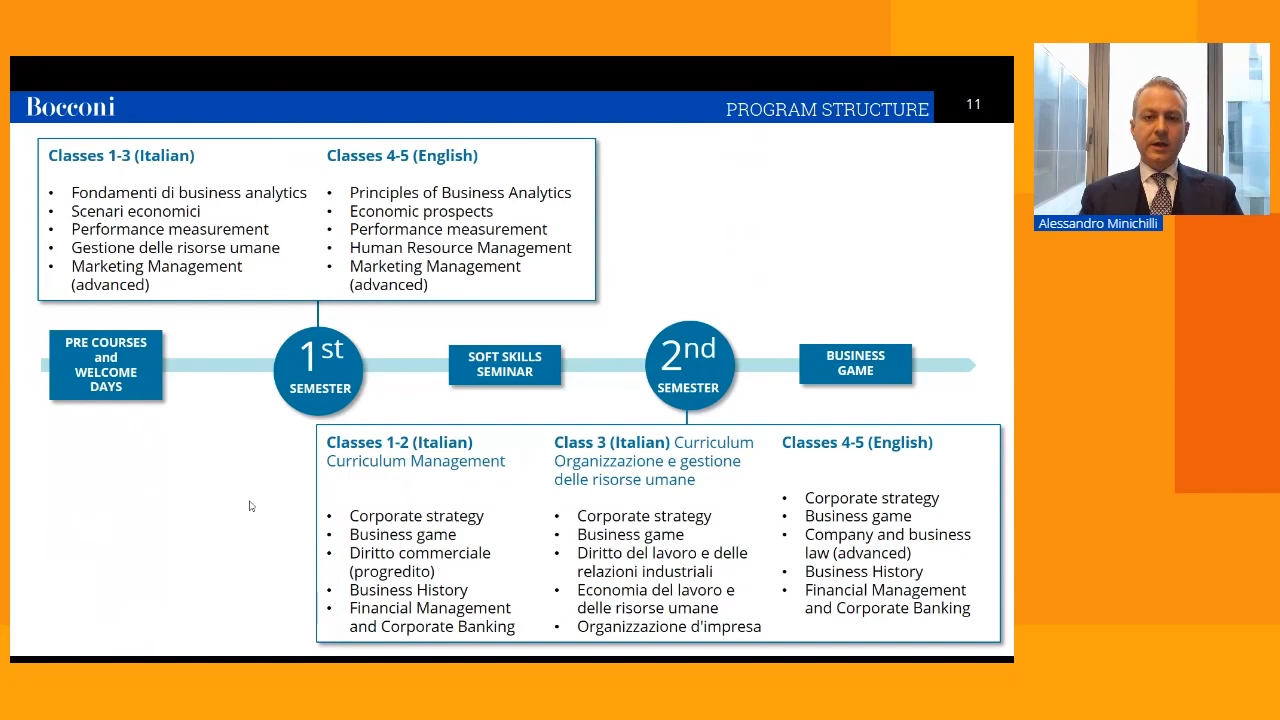 Bocconi
PROGRAM STRUCTURE
11
Classes 1-3 (Italian)
• Fondamenti di business analytics
• Scenari economici
• Performance measurement
• Gestione delle risorse umane
• Marketing Management
(advanced)
Classes 4-5 (English)
• Principles of Business Analytics
• Economic prospects
• Performance measurement
• Human Resource Management
• Marketing Management
(advanced)
PRE COURSES
and
WELCOME
DAYS
1st
SEMESTER
SOFT SKILLS
SEMINAR
2nd
SEMESTER
BUSINESS
GAME
Classes 1-2 (Italian)
Curriculum Management
• Corporate strategy
• Business game
• Diritto commerciale
(progredito)
• Business History
• Financial Management
and Corporate Banking
Class 3 (Italian) Curriculum
Organizzazione e gestione
delle risorse umane
• Corporate strategy
• Business game
• Diritto del lavoro e delle
relazioni industriali
• Economia del lavoro e
delle risorse umane
• Organizzazione d'impresa
Classes 4-5 (English)
• Corporate strategy
• Business game
• Company and business
law (advanced)
• Business History
• Financial Management
and Corporate Banking
Alessandro Minichilli